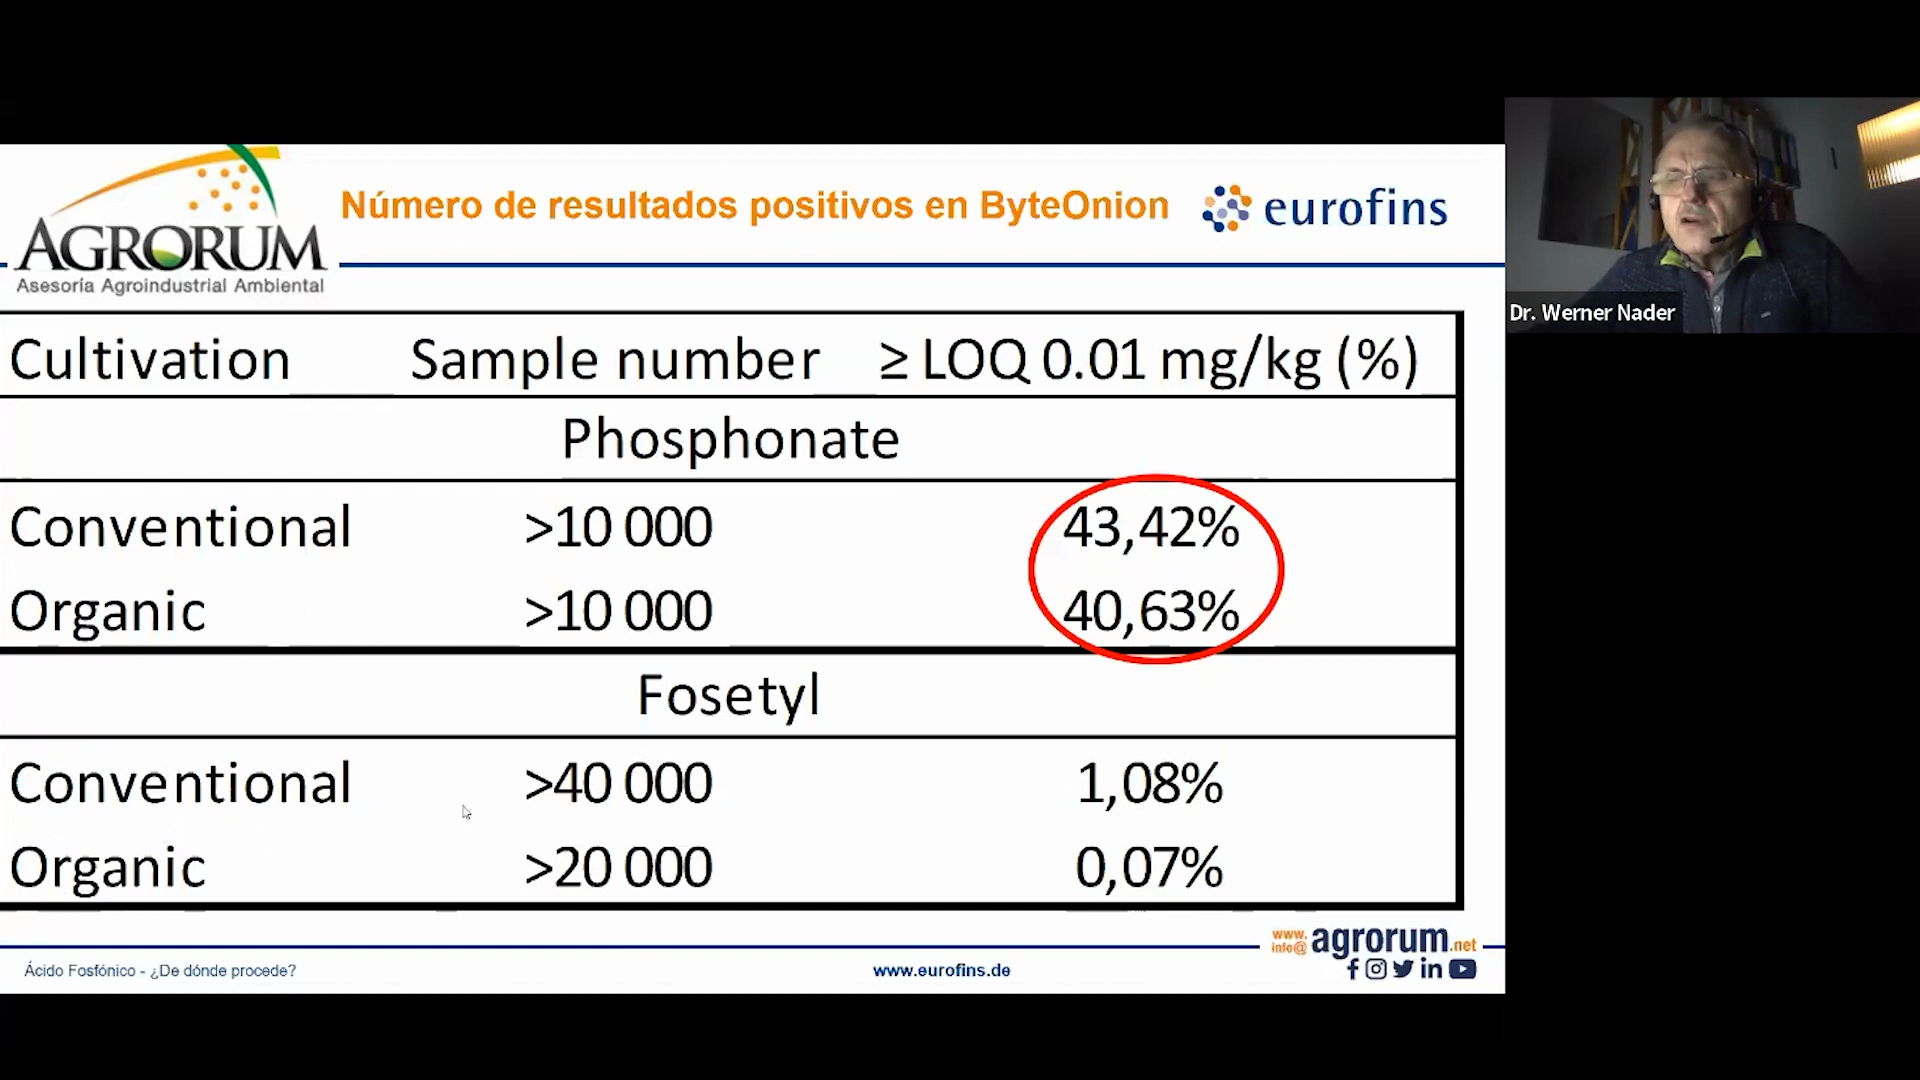 AGRORUM
Asesoría Agroindustrial Ambiental
Número de resultados positivos en ByteOnion
eurofins
Dr. Werner Nader
Cultivation Sample number ≥ LOQ 0.01 mg/kg (%)
Phosphonate
Conventional >10 000 43,42%
Organic >10 000 40,63%
Fosetyl
Conventional >40 000 1,08%
Organic >20 000 0,07%
www.
info@ agrorum.net
Ácido Fosfónico - ¿De dónde procede?
www.eurofins.de